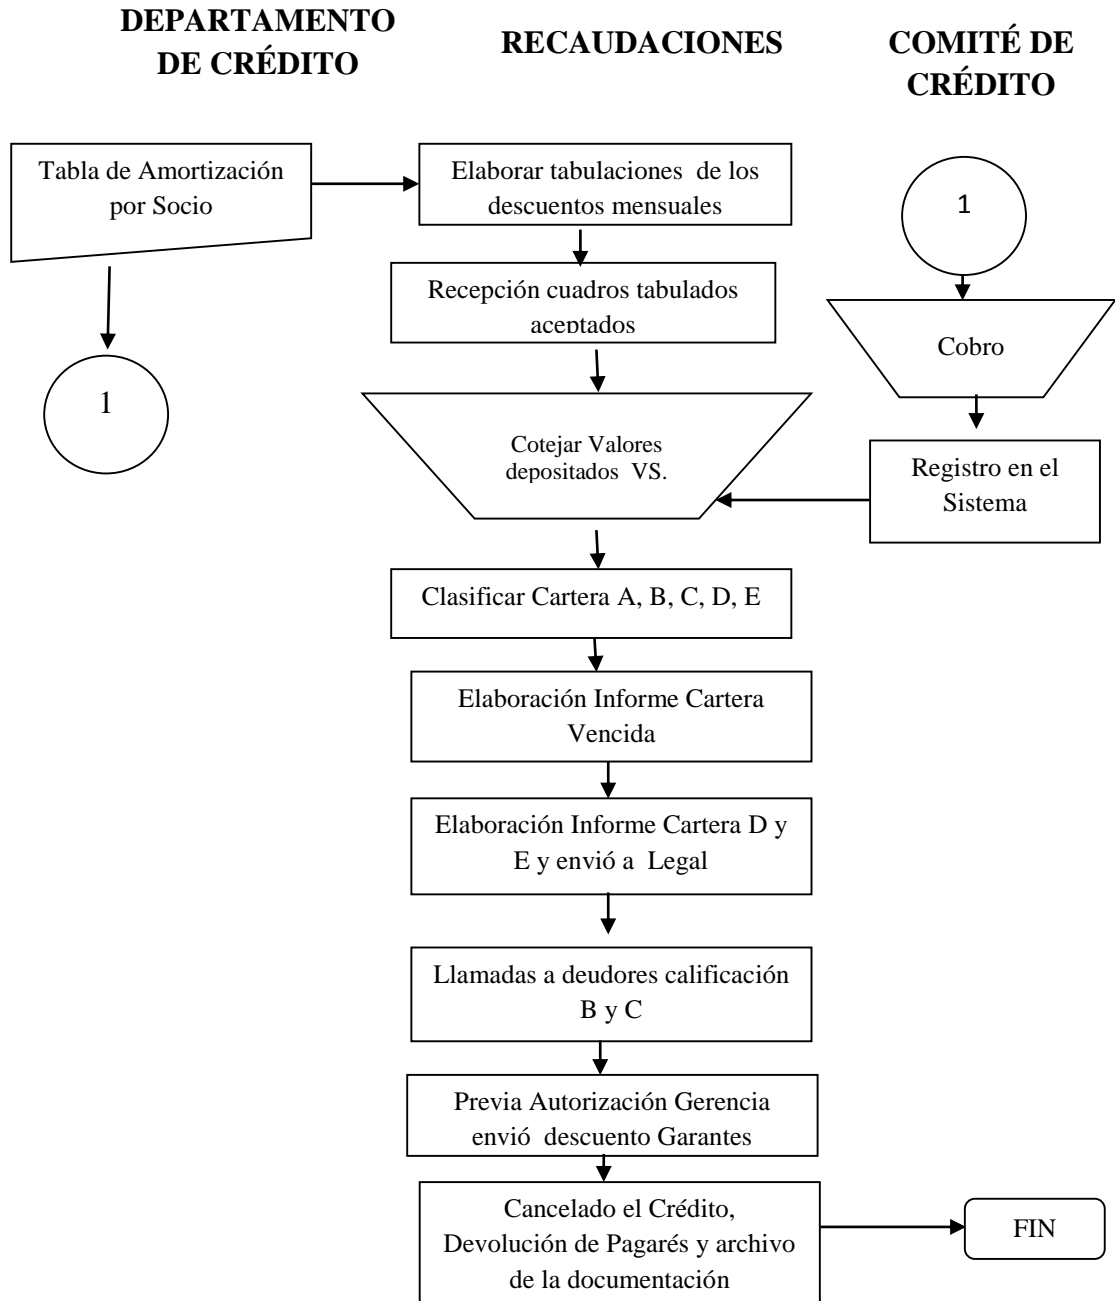 DEPARTAMENTO
DE CRÉDITO
RECAUDACIONES
COMITÉ DE
CRÉDITO
Tabla de Amortización
por Socio
Elaborar tabulaciones de los
descuentos mensuales
1
Recepción cuadros tabulados
aceptados
Cobro
1
Cotejar Valores
depositados VS.
Registro en el
Sistema
Clasificar Cartera A, B, C, D, E
Elaboración Informe Cartera
Vencida
Elaboración Informe Cartera D y
E y envió a Legal
Llamadas a deudores calificación
B y C
Previa Autorización Gerencia
envió descuento Garantes
Cancelado el Crédito,
Devolución de Pagarés y archivo
de la documentación
FIN